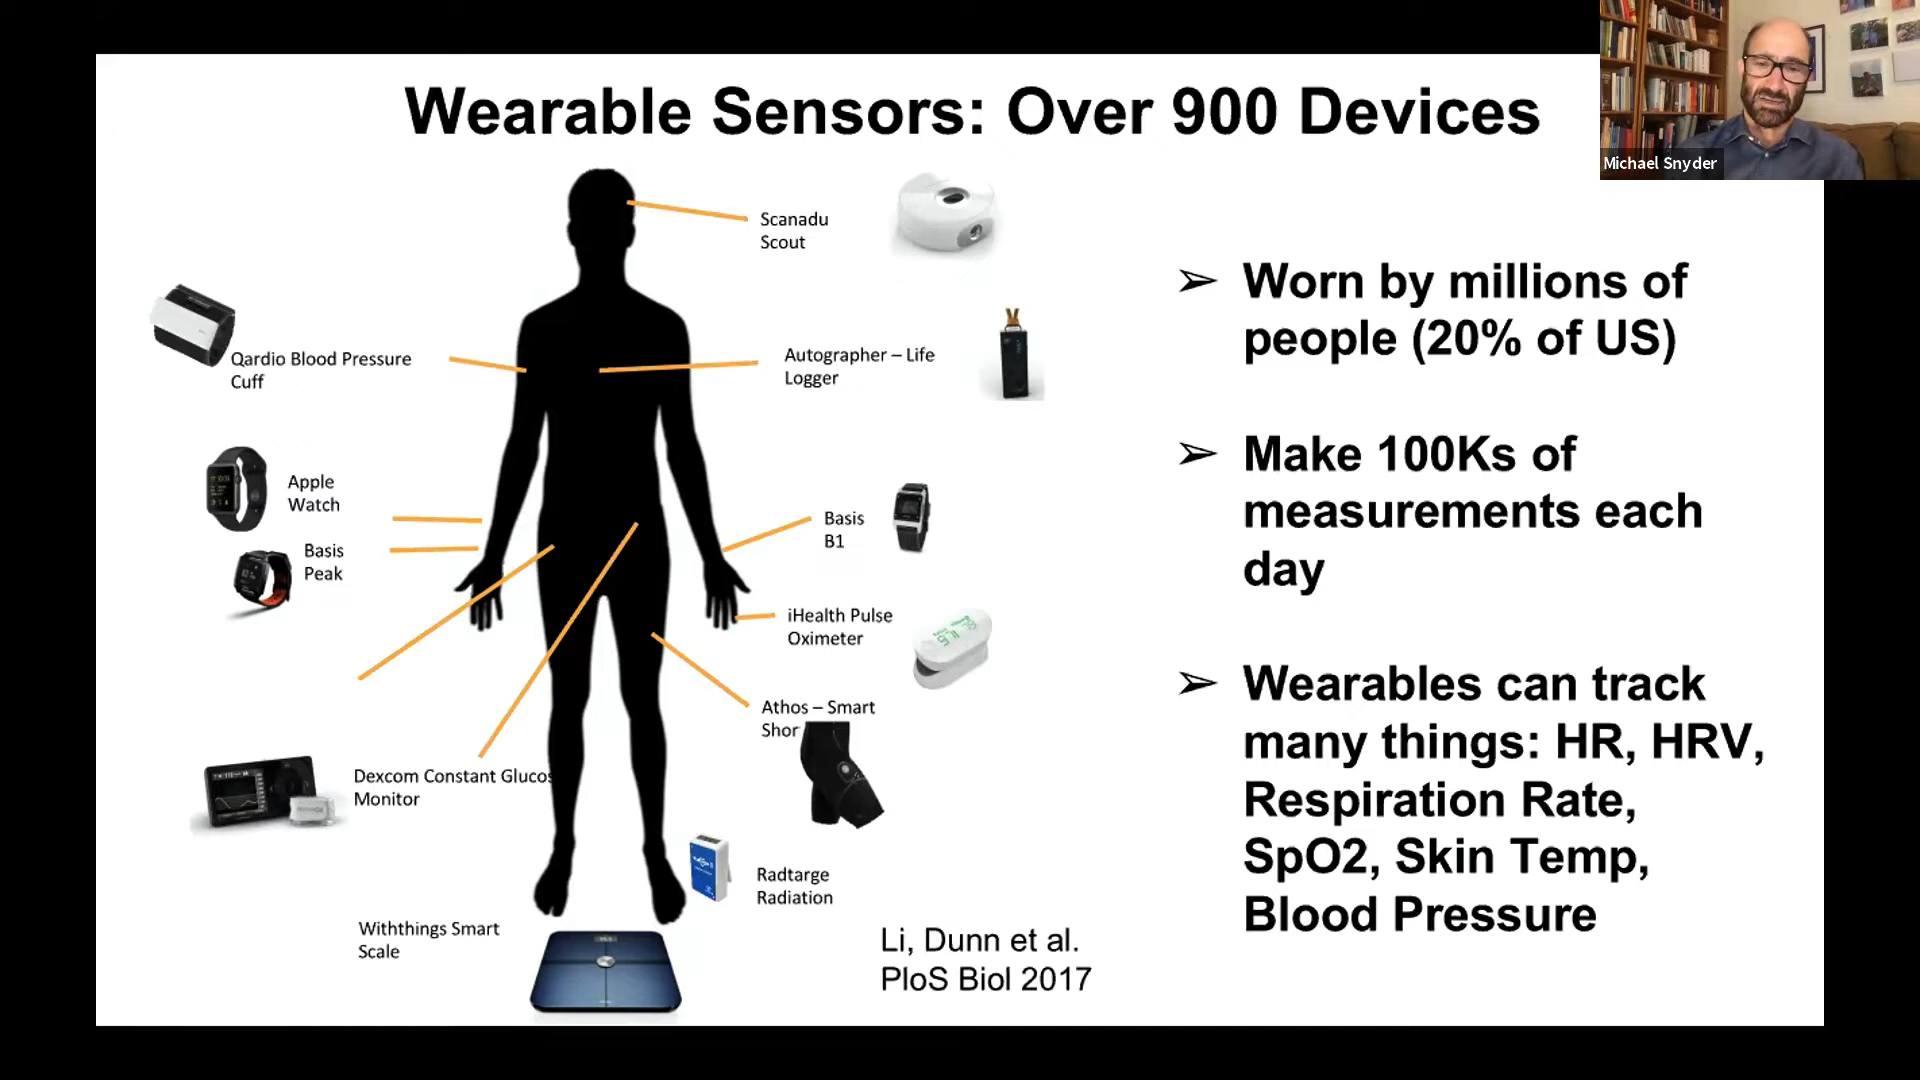 Wearable Sensors: Over 900 Devices
Michael Snyder
Scanadu
Scout
Qardio Blood Pressure
Cuff
Autographer – Life
Logger
Apple
Watch
Basis
Peak
Basis
B1
iHealth Pulse
Oximeter
Athos – Smart
Shor
Dexcom Constant Glucos
Monitor
Radtarge
Radiation
Withthings Smart
Scale
Li, Dunn et al.
PloS Biol 2017
➢ Worn by millions of
people (20% of US)
➢ Make 100Ks of
measurements each
day
➢ Wearables can track
many things: HR, HRV,
Respiration Rate,
SpO2, Skin Temp,
Blood Pressure